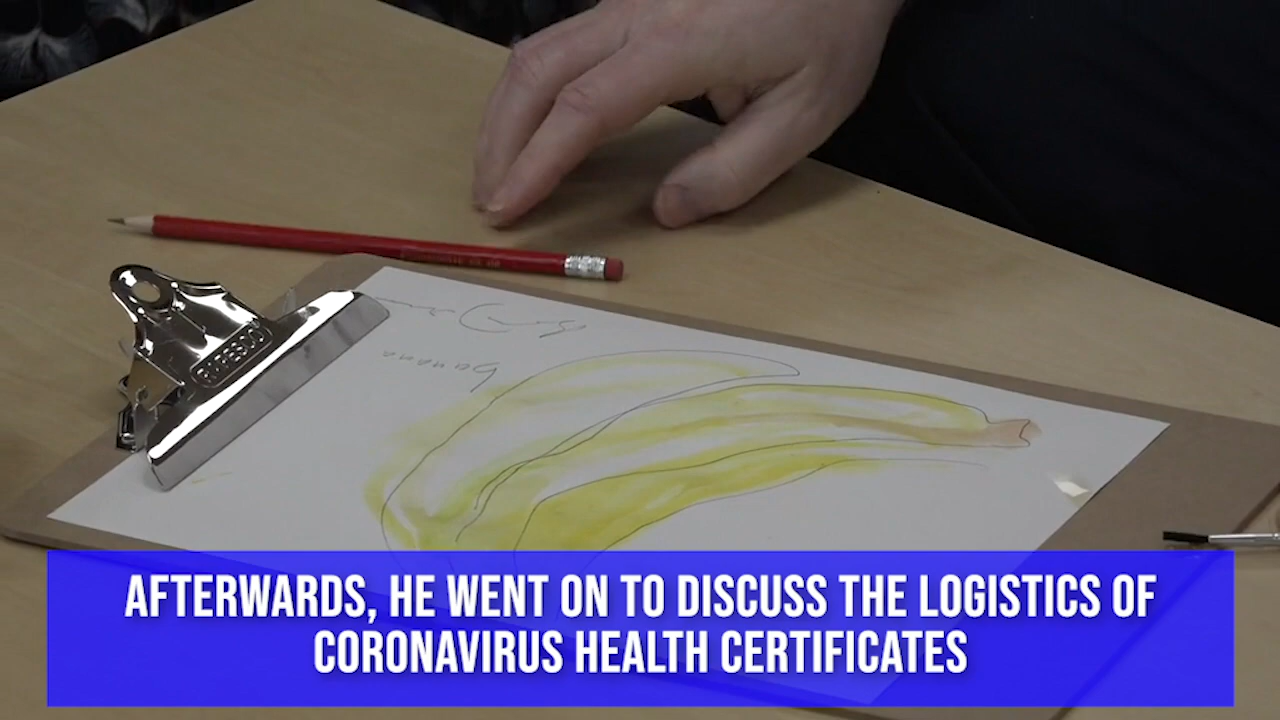 banana
AFTERWARDS, HE WENT ON TO DISCUSS THE LOGISTICS OF
CORONAVIRUS HEALTH CERTIFICATES